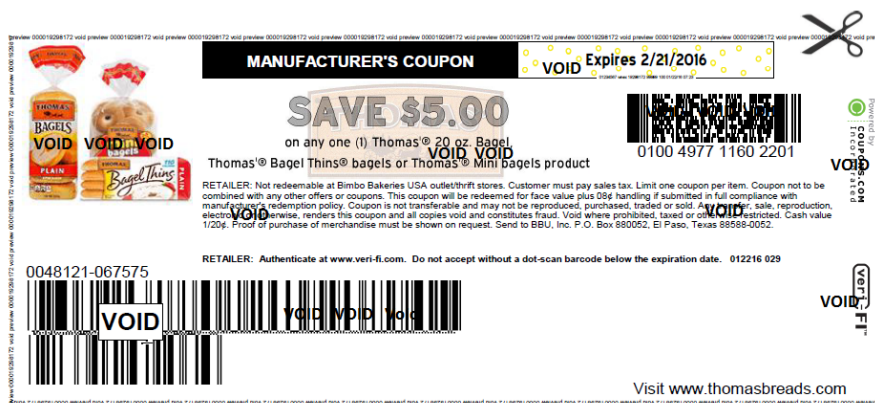 review void preview 000019298172 void preview 000019298172 void preview 000019298172 void preview 000019298172
MANUFACTURER'S COUPON
VOID
Expires 2/21/2016
SAVE $5.00
on any one (1) Thomas'® 20 oz. Bagel,
Thomas'® Bagel Thins® bagels or Thomas'® Mini bagels product
VOID VOID
0100 4977 1160 2201
Powered by
COUPONS.COM
Incorporated
VOID
THOMAS'
BAGELS
PLAIN
bagels
THOMAS'
Bagel Thins
PLAIN
VOID VOID VOID
RETAILER: Not redeemable at Bimbo Bakeries USA outlet/thrift stores. Customer must pay sales tax. Limit one coupon per item. Coupon not to be
combined with any other offers or coupons. This coupon will be redeemed for face value plus 08¢ handling if submitted in full compliance with
manufacturer's redemption policy. Coupon is not transferable and may not be reproduced, purchased, traded or sold. Any transfer, sale, reproduction,
electronic or otherwise, renders this coupon and all copies void and constitutes fraud. Void where prohibited, taxed or otherwise restricted. Cash value
1/20¢. Proof of purchase of merchandise must be shown on request. Send to BBU, Inc. P.O. Box 880052, El Paso, Texas 88588-0052.
VOID
VOID
RETAILER: Authenticate at www.veri-fi.com. Do not accept without a dot-scan barcode below the expiration date. 012216 029
0048121-067575
VOID
VOID VOID Void
VOID
veri-FI™
Visit www.thomasbreads.com